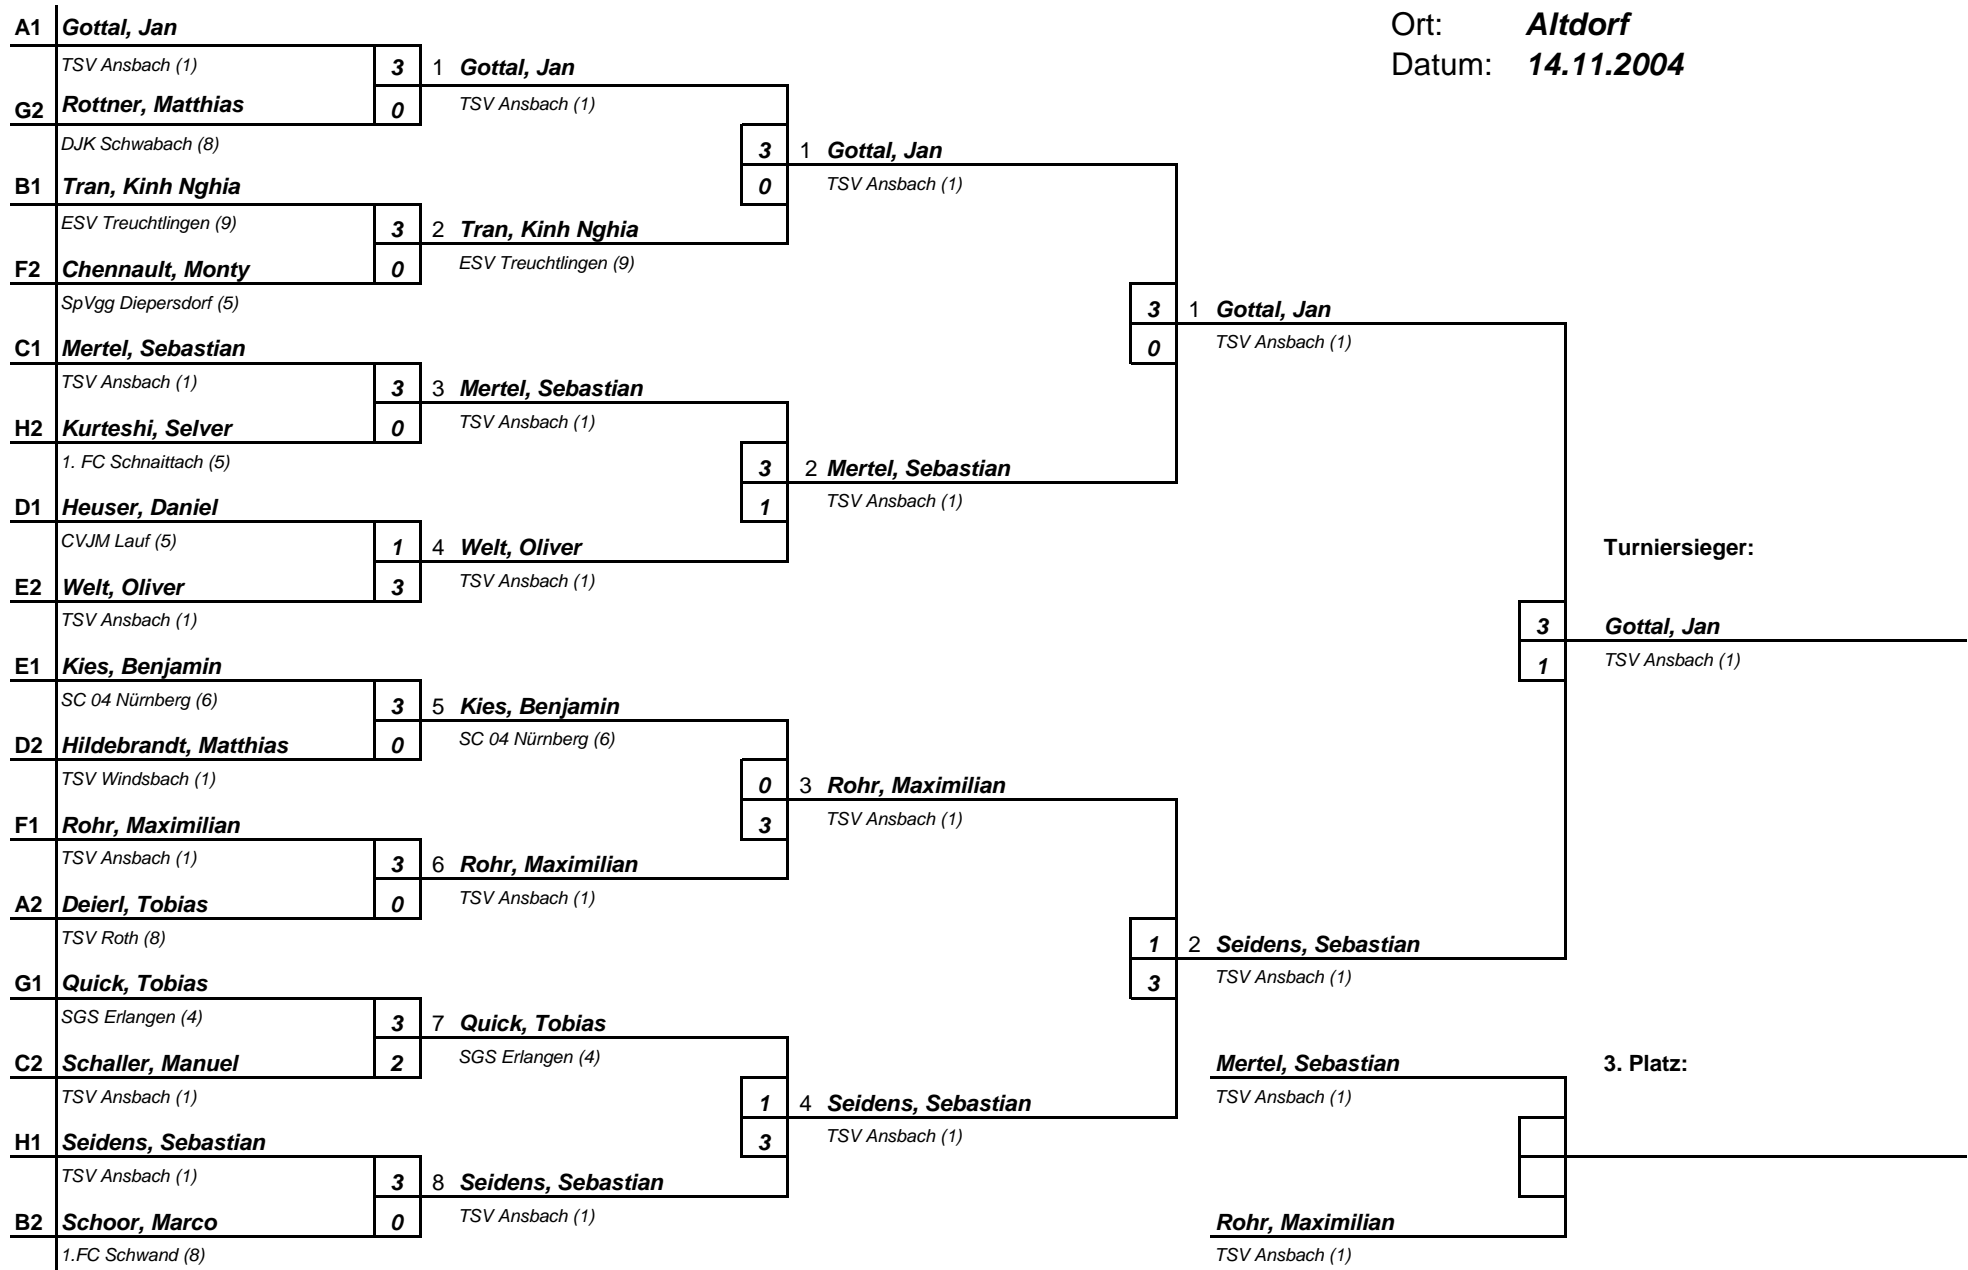 Ort: Altdorf
Datum: 14.11.2004
A1 Gottal, Jan
TSV Ansbach (1) 3
G2 Rottner, Matthias 0
DJK Schwabach (8)
B1 Tran, Kinh Nghia
ESV Treuchtlingen (9) 3
F2 Chennault, Monty 0
SpVgg Diepersdorf (5)
C1 Mertel, Sebastian
TSV Ansbach (1) 3
H2 Kurteshi, Selver 0
1. FC Schnaittach (5)
D1 Heuser, Daniel
CVJM Lauf (5) 1
E2 Welt, Oliver 3
TSV Ansbach (1)
E1 Kies, Benjamin
SC 04 Nürnberg (6) 3
D2 Hildebrandt, Matthias 0
TSV Windsbach (1)
F1 Rohr, Maximilian
TSV Ansbach (1) 3
A2 Deierl, Tobias 0
TSV Roth (8)
G1 Quick, Tobias
SGS Erlangen (4) 3
C2 Schaller, Manuel 2
TSV Ansbach (1)
H1 Seidens, Sebastian
TSV Ansbach (1) 3
B2 Schoor, Marco 0
1.FC Schwand (8)
1 Gottal, Jan
TSV Ansbach (1)
3
0
2 Tran, Kinh Nghia
ESV Treuchtlingen (9)
3 Mertel, Sebastian
TSV Ansbach (1)
3
1
4 Welt, Oliver
TSV Ansbach (1)
5 Kies, Benjamin
SC 04 Nürnberg (6)
0
3
6 Rohr, Maximilian
TSV Ansbach (1)
7 Quick, Tobias
SGS Erlangen (4)
1
3
8 Seidens, Sebastian
TSV Ansbach (1)
1 Gottal, Jan
TSV Ansbach (1)
3
0
2 Mertel, Sebastian
TSV Ansbach (1)
3 Rohr, Maximilian
TSV Ansbach (1)
1
3
4 Seidens, Sebastian
TSV Ansbach (1)
1 Gottal, Jan
TSV Ansbach (1)
3
1
2 Seidens, Sebastian
TSV Ansbach (1)
Turniersieger:
Gottal, Jan
TSV Ansbach (1)
Mertel, Sebastian
TSV Ansbach (1)
3. Platz:
Rohr, Maximilian
TSV Ansbach (1)